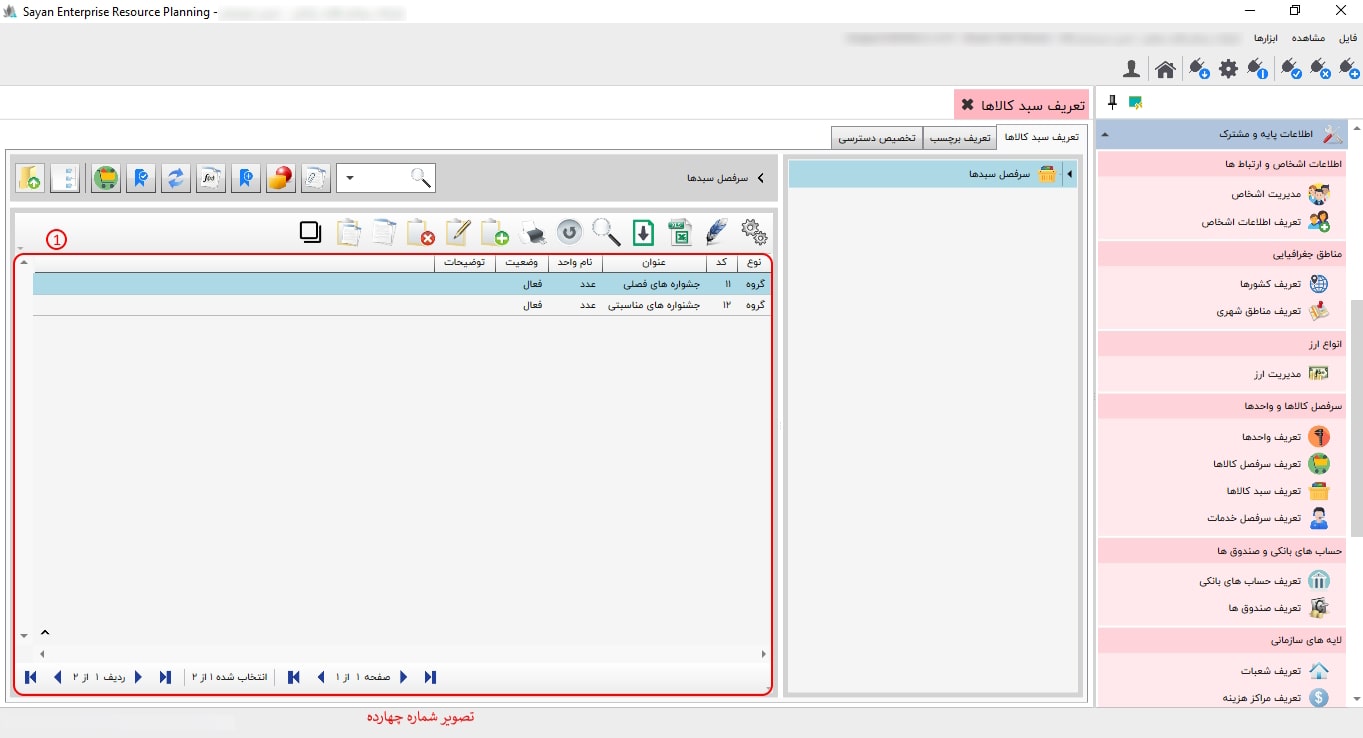 Sayan Enterprise Resource Planning -
فایل مشاهده ابزارها
تعریف سبد کالاها
تعریف سبد کالاها
تعریف برچسب
تخصیص دسترسی
سرفصل سبدها
سرفصل سبدها
1
نوع کد عنوان نام واحد وضعیت توضیحات
گروه ۱۱ جشواره های فصلی عدد فعال
گروه ۱۲ جشنواره های مناسبتی عدد فعال
صفحه ۱ از ۱
انتخاب شده ۱ از ۲
ردیف ۱ از ۲
تصویر شماره چهارده
اطلاعات پایه و مشترک
اطلاعات اشخاص و ارتباط ها
مدیریت اشخاص
تعریف اطلاعات اشخاص
مناطق جغرافیایی
تعریف کشورها
تعریف مناطق شهری
انواع ارز
مدیریت ارز
سرفصل کالاها و واحدها
تعریف واحدها
تعریف سرفصل کالاها
تعریف سبد کالاها
تعریف سرفصل خدمات
حساب های بانکی و صندوق ها
تعریف حساب های بانکی
تعریف صندوق ها
لایه های سازمانی
تعریف شعبات
تعریف مراکز هزینه